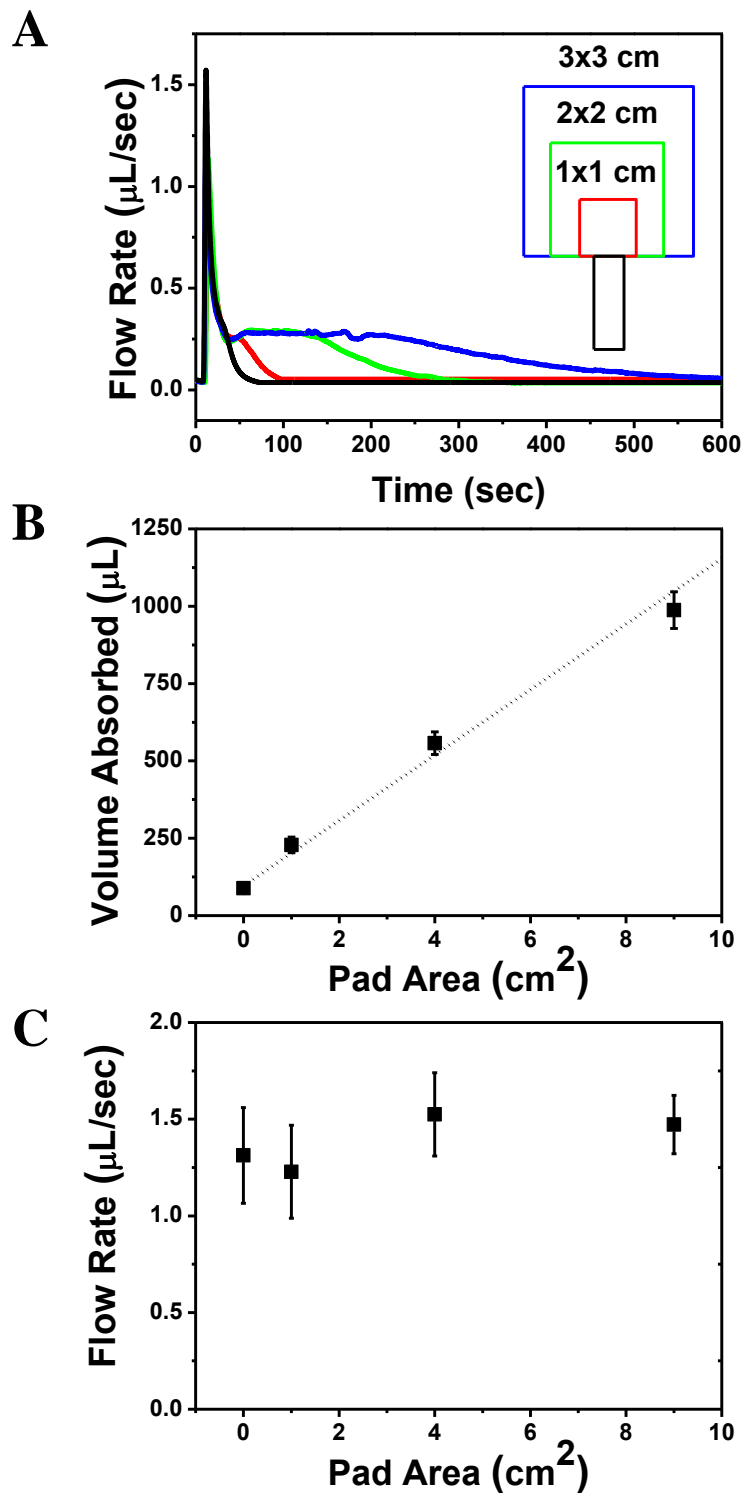 A
Flow Rate (μL/sec)
1.5
1.0
0.5
0.0
3x3 cm
2x2 cm
1x1 cm
0 100 200 300 400 500 600
Time (sec)
B
Volume Absorbed (μL)
1250
1000
750
500
250
0
0 2 4 6 8 10
Pad Area (cm²)
C
Flow Rate (μL/sec)
2.0
1.5
1.0
0.5
0.0
0 2 4 6 8 10
Pad Area (cm²)